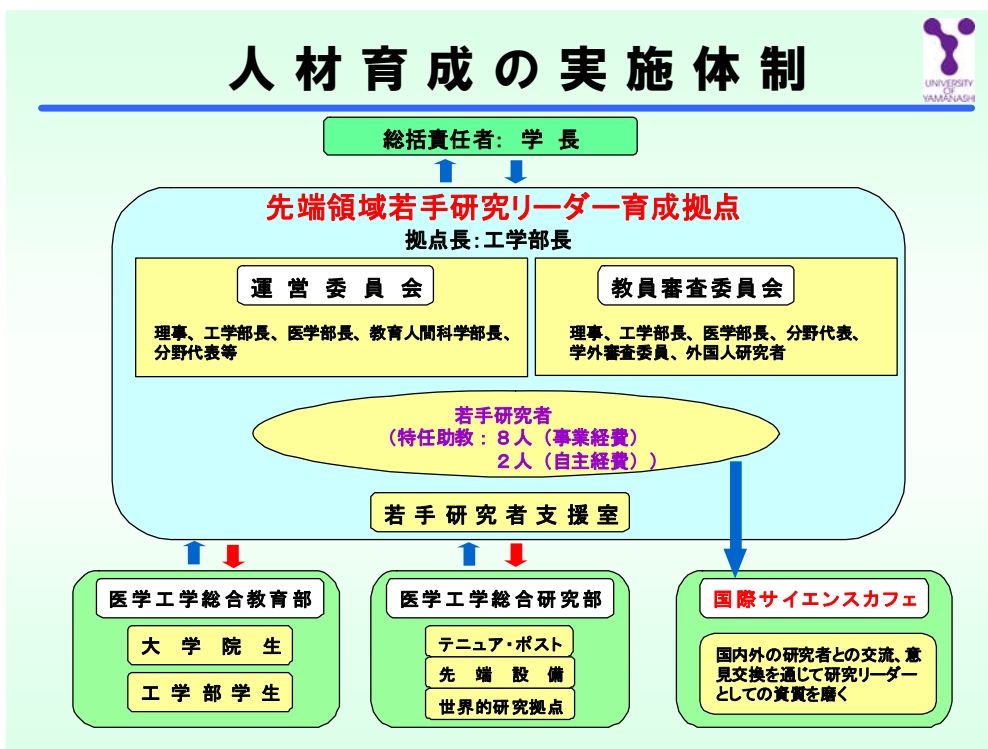 人材育成の実施体制
UNIVERSITY
OF
YAMANASHI
総括責任者： 学 長
先端領域若手研究リーダー育成拠点
拠点長：工学部長
運 営 委 員 会
理事、工学部長、医学部長、教育人間科学部長、
分野代表等
教員審査委員会
理事、工学部長、医学部長、分野代表、
学外審査委員、外国人研究者
若手研究者
（特任助教：８人（事業経費）
２人（自主経費））
若手研究者支援室
医学工学総合教育部
大 学 院 生
工 学 部 学 生
医学工学総合研究部
テニュア・ポスト
先 端 設 備
世界的研究拠点
国際サイエンスカフェ
国内外の研究者との交流、意
見交換を通じて研究リーダー
としての資質を磨く